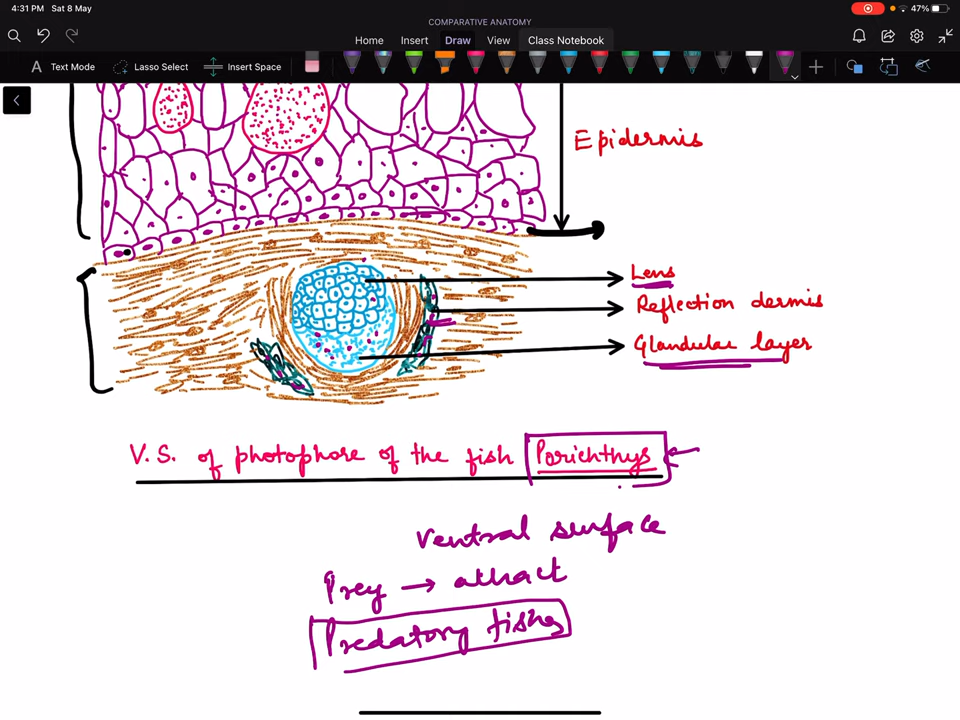 4:31 PM Sat 8 May
47%
COMPARATIVE ANATOMY
Home Insert Draw View Class Notebook
Text Mode Lasso Select Insert Space
Epidermis
Lens
Reflection dermis
Glandular layer
V.S. of photophore of the fish Porichthys
Ventral surface
Prey → attract
Predatory fishes